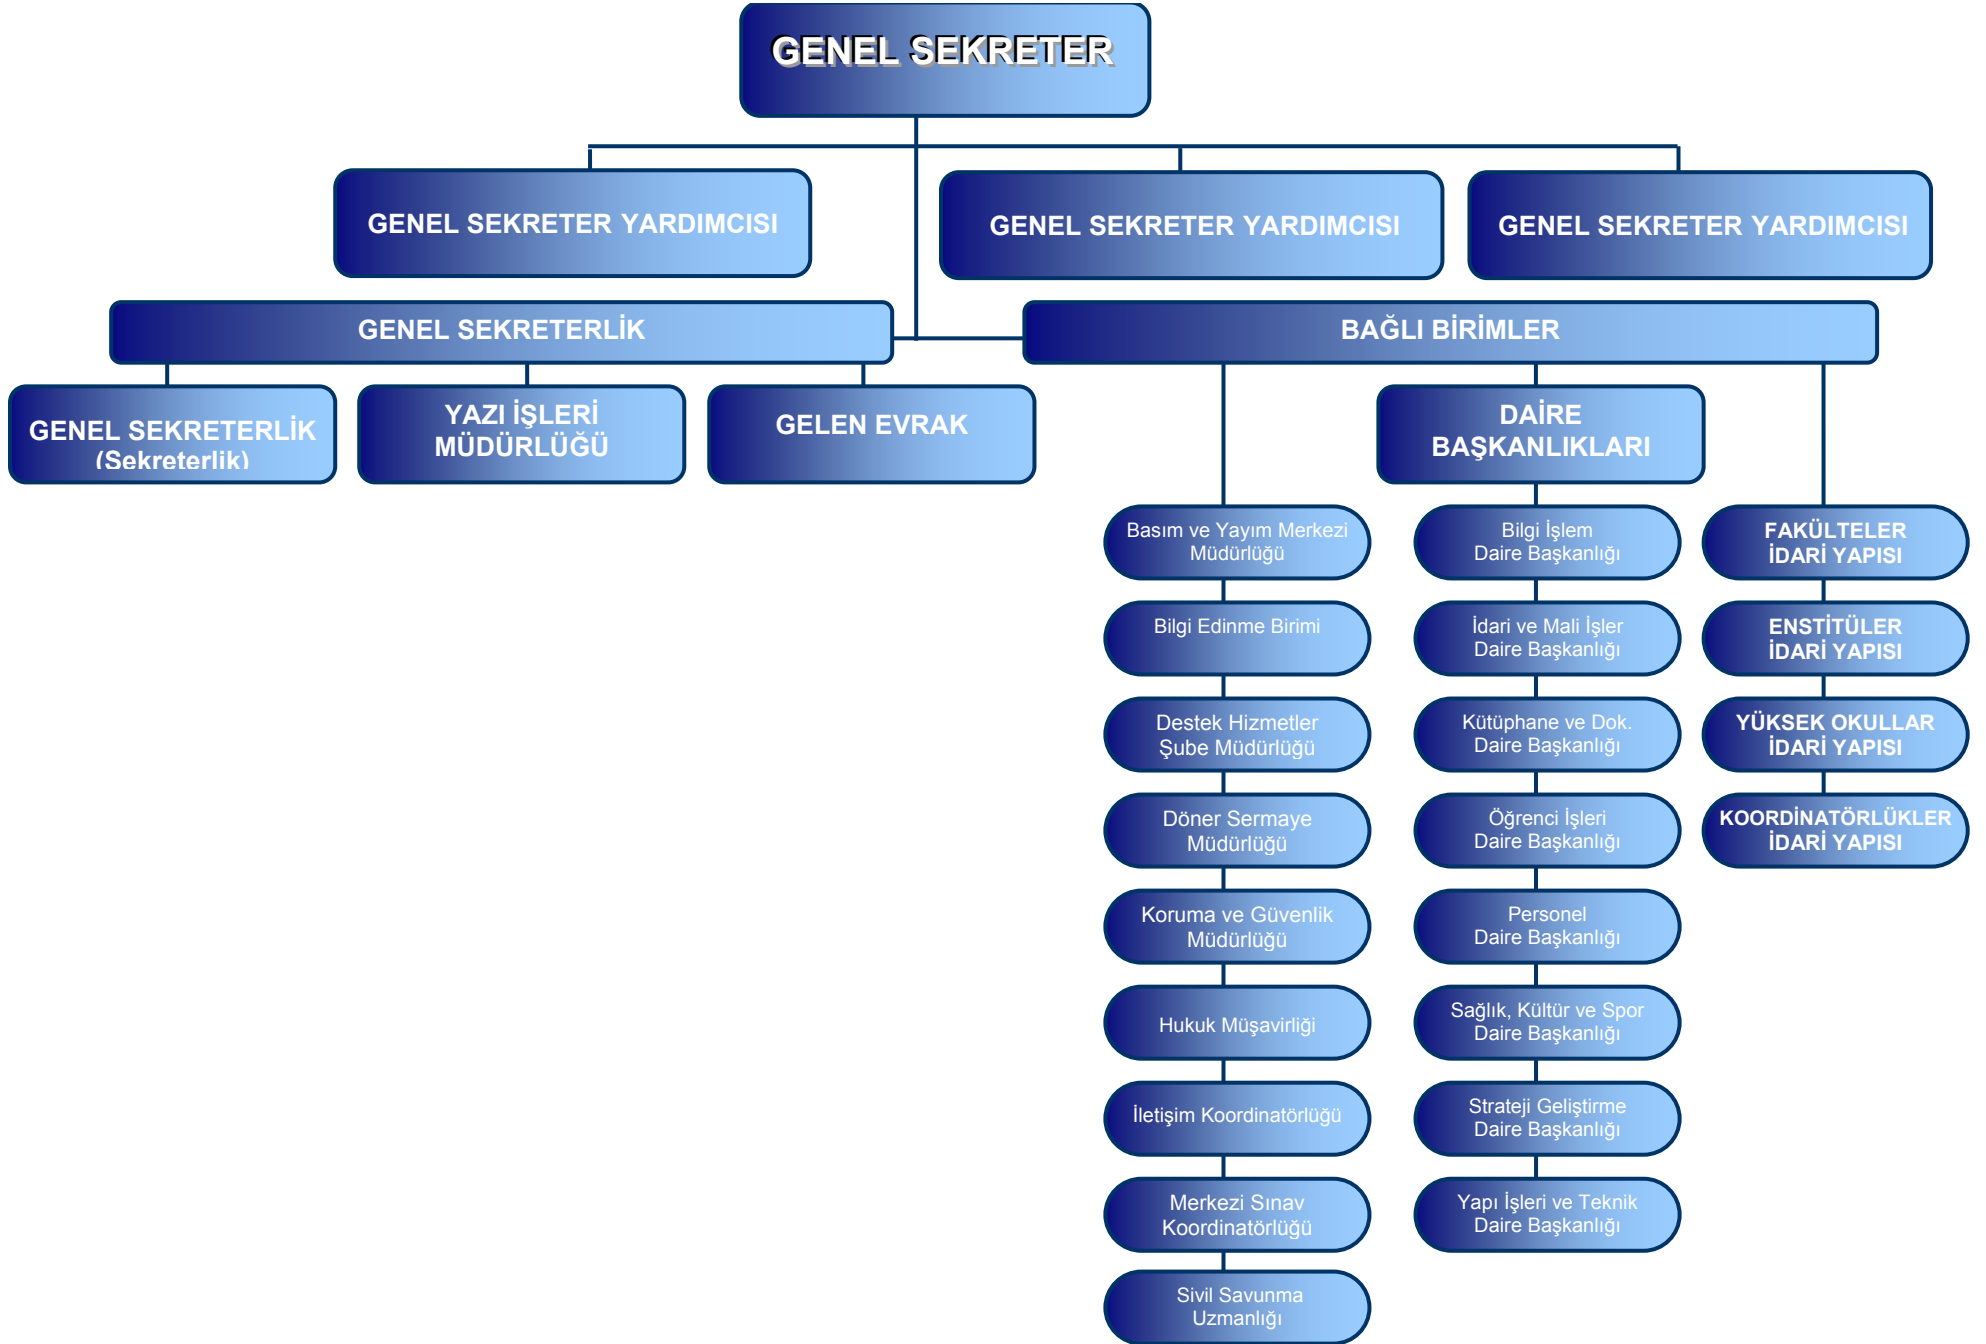 GENEL SEKRETER
GENEL SEKRETER YARDIMCISI
GENEL SEKRETER YARDIMCISI
GENEL SEKRETER YARDIMCISI
GENEL SEKRETERLİK
BAĞLI BİRİMLER
GENEL SEKRETERLİK
(Sekreterlik)
YAZI İŞLERİ
MÜDÜRLÜĞÜ
GELEN EVRAK
DAİRE
BAŞKANLIKLARI
Basım ve Yayım Merkezi
Müdürlüğü
Bilgi Edinme Birimi
Destek Hizmetler
Şube Müdürlüğü
Döner Sermaye
Müdürlüğü
Koruma ve Güvenlik
Müdürlüğü
Hukuk Müşavirliği
İletişim Koordinatörlüğü
Merkezi Sınav
Koordinatörlüğü
Sivil Savunma
Uzmanlığı
Bilgi İşlem
Daire Başkanlığı
İdari ve Mali İşler
Daire Başkanlığı
Kütüphane ve Dok.
Daire Başkanlığı
Öğrenci İşleri
Daire Başkanlığı
Personel
Daire Başkanlığı
Sağlık, Kültür ve Spor
Daire Başkanlığı
Strateji Geliştirme
Daire Başkanlığı
Yapı İşleri ve Teknik
Daire Başkanlığı
FAKÜLTELER
İDARİ YAPISI
ENSTİTÜLER
İDARİ YAPISI
YÜKSEK OKULLAR
İDARİ YAPISI
KOORDİNATÖRLÜKLER
İDARİ YAPISI